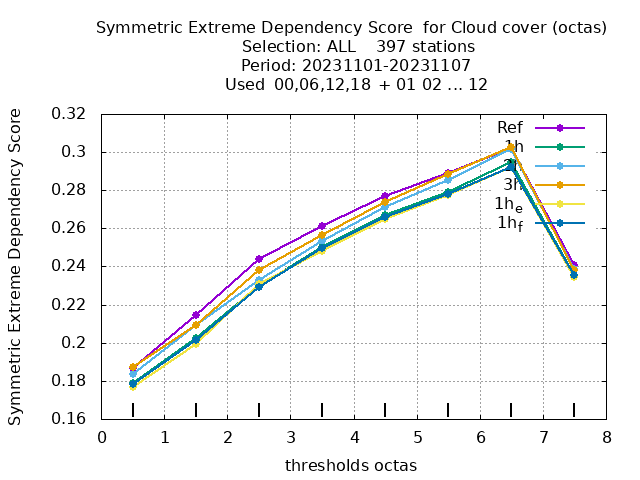 Symmetric Extreme Dependency Score for Cloud cover (octas)
Selection: ALL 397 stations
Period: 20231101-20231107
Used 00,06,12,18 + 01 02 ... 12
Symmetric Extreme Dependency Score
0.32
0.3
0.28
0.26
0.24
0.22
0.2
0.18
0.16
Ref
1h
2h
3h
1he
1hf
0 1 2 3 4 5 6 7 8
thresholds octas